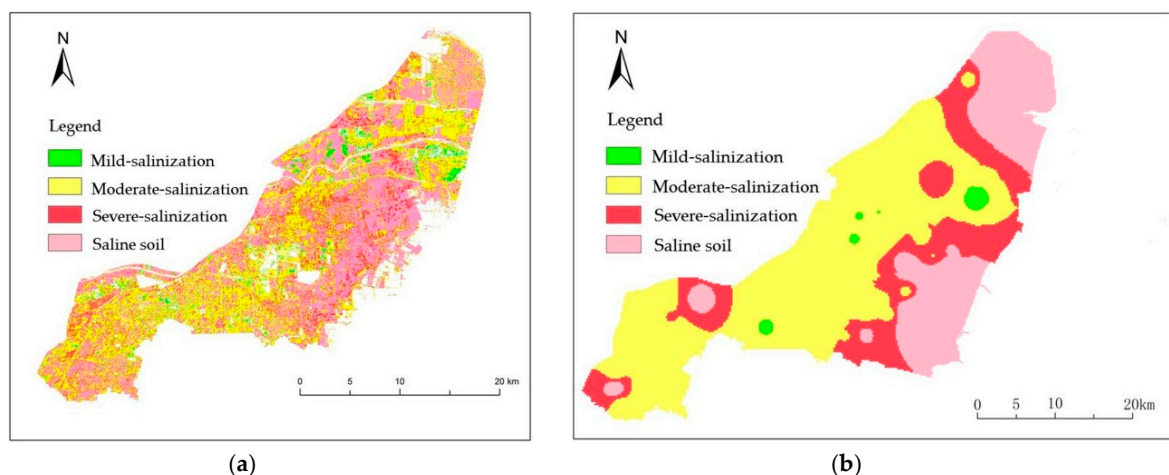 N
Legend
Mild-salinization
Moderate-salinization
Severe-salinization
Saline soil
0 5 10 20 km
(a)
N
Legend
Mild-salinization
Moderate-salinization
Severe-salinization
Saline soil
0 5 10 20km
(b)